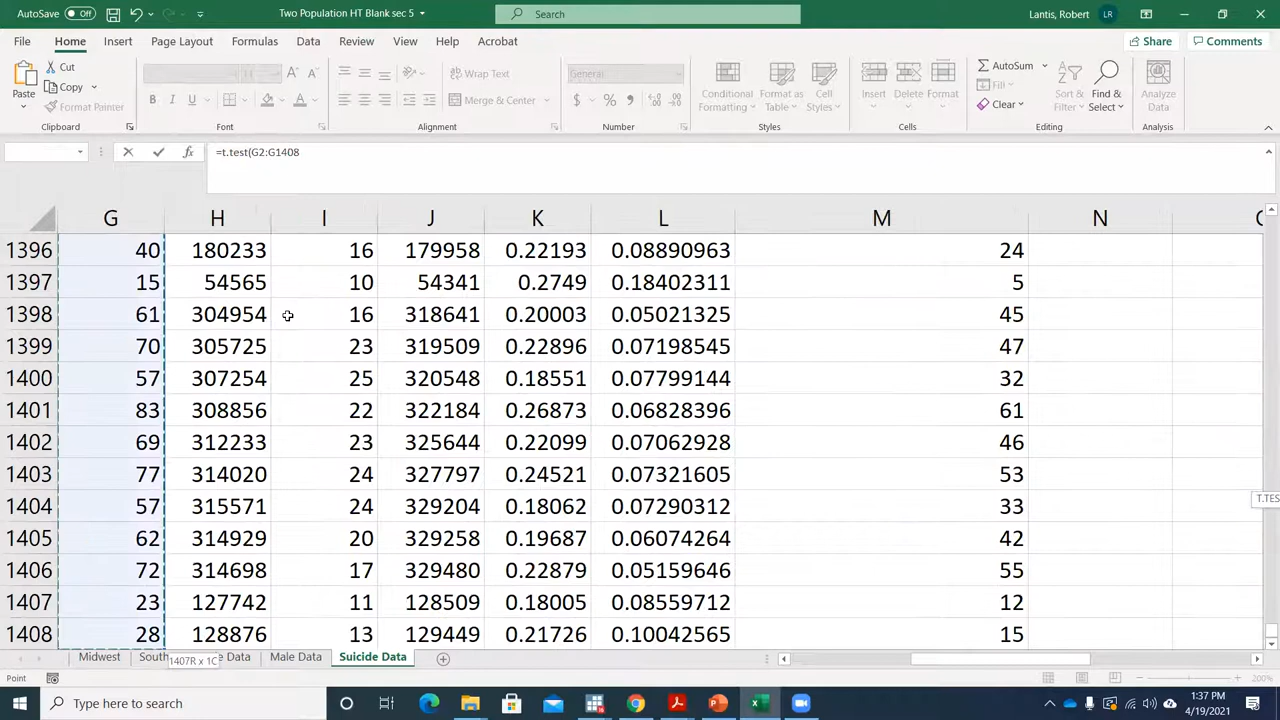 AutoSave Off Two Population HT Blank sec 5 Search Lantis, Robert LR
File Home Insert Page Layout Formulas Data Review View Help Acrobat Share Comments
Paste Cut Copy Format Painter
B I U
Wrap Text
Merge & Center
General
$ % 9
Conditional Formatting Format as Table Cell Styles
Insert Delete Format
AutoSum Fill Clear
Sort & Filter Find & Select
Analyze Data
Clipboard Font Alignment Number Styles Cells Editing Analysis
fx =t.test(G2:G1408
G H I J K L M N
1396 40 180233 16 179958 0.22193 0.08890963 24
1397 15 54565 10 54341 0.2749 0.18402311 5
1398 61 304954 16 318641 0.20003 0.05021325 45
1399 70 305725 23 319509 0.22896 0.07198545 47
1400 57 307254 25 320548 0.18551 0.07799144 32
1401 83 308856 22 322184 0.26873 0.06828396 61
1402 69 312233 23 325644 0.22099 0.07062928 46
1403 77 314020 24 327797 0.24521 0.07321605 53
1404 57 315571 24 329204 0.18062 0.07290312 33
T.TES
1405 62 314929 20 329258 0.19687 0.06074264 42
1406 72 314698 17 329480 0.22879 0.05159646 55
1407 23 127742 11 128509 0.18005 0.08559712 12
1408 28 128876 13 129449 0.21726 0.10042565 15
Midwest South 1407R x 1C e Data Male Data Suicide Data
Point 200%
Type here to search 1:37 PM
4/19/2021